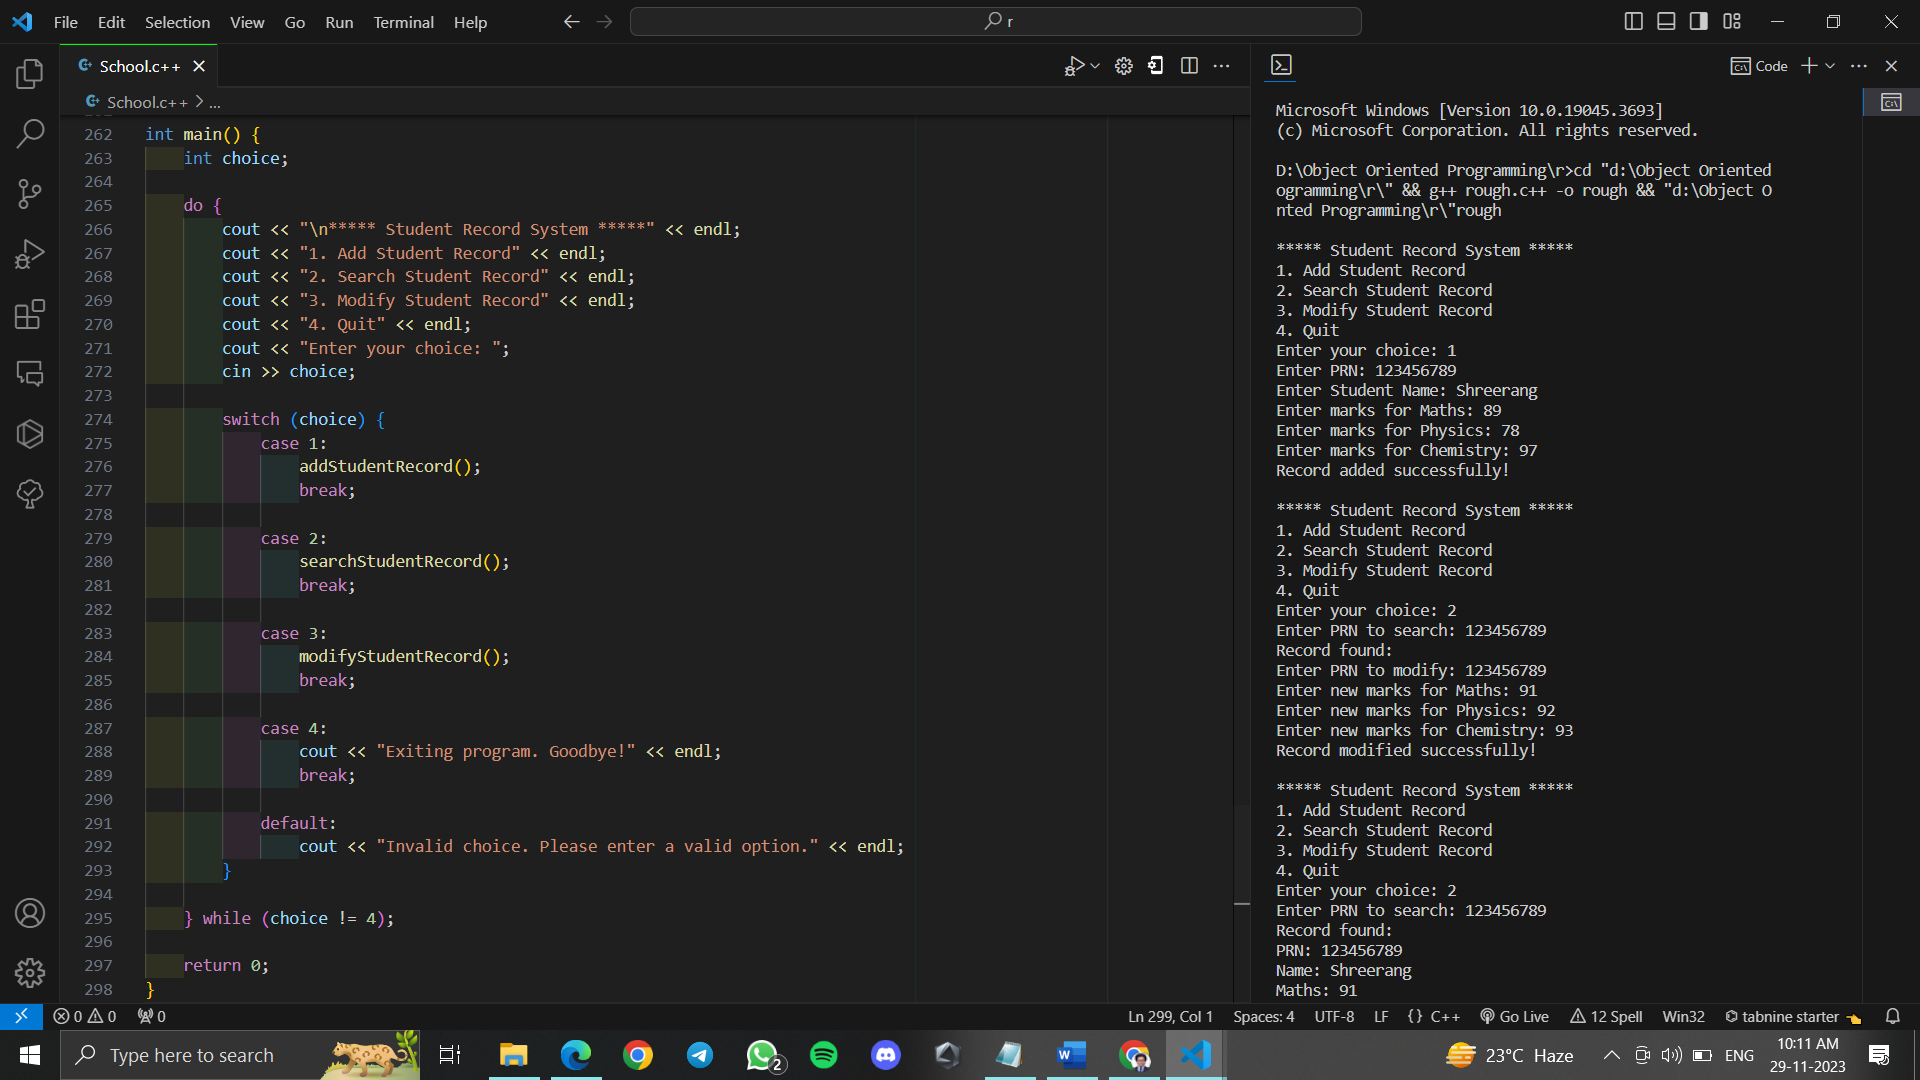 File Edit Selection View Go Run Terminal Help
r
School.c++
School.c++ > ...
Code
262 int main() {
263 int choice;
264
265 do {
266 cout << "\n***** Student Record System *****" << endl;
267 cout << "1. Add Student Record" << endl;
268 cout << "2. Search Student Record" << endl;
269 cout << "3. Modify Student Record" << endl;
270 cout << "4. Quit" << endl;
271 cout << "Enter your choice: ";
272 cin >> choice;
273
274 switch (choice) {
275 case 1:
276 addStudentRecord();
277 break;
278
279 case 2:
280 searchStudentRecord();
281 break;
282
283 case 3:
284 modifyStudentRecord();
285 break;
286
287 case 4:
288 cout << "Exiting program. Goodbye!" << endl;
289 break;
290
291 default:
292 cout << "Invalid choice. Please enter a valid option." << endl;
293 }
294
295 } while (choice != 4);
296
297 return 0;
298 }
Microsoft Windows [Version 10.0.19045.3693]
(c) Microsoft Corporation. All rights reserved.
D:\Object Oriented Programming\r>cd "d:\Object Oriented
ogramming\r\" && g++ rough.c++ -o rough && "d:\Object O
nted Programming\r\"rough
***** Student Record System *****
1. Add Student Record
2. Search Student Record
3. Modify Student Record
4. Quit
Enter your choice: 1
Enter PRN: 123456789
Enter Student Name: Shreerang
Enter marks for Maths: 89
Enter marks for Physics: 78
Enter marks for Chemistry: 97
Record added successfully!
***** Student Record System *****
1. Add Student Record
2. Search Student Record
3. Modify Student Record
4. Quit
Enter your choice: 2
Enter PRN to search: 123456789
Record found:
Enter PRN to modify: 123456789
Enter new marks for Maths: 91
Enter new marks for Physics: 92
Enter new marks for Chemistry: 93
Record modified successfully!
***** Student Record System *****
1. Add Student Record
2. Search Student Record
3. Modify Student Record
4. Quit
Enter your choice: 2
Enter PRN to search: 123456789
Record found:
PRN: 123456789
Name: Shreerang
Maths: 91
0 0 0 Ln 299, Col 1 Spaces: 4 UTF-8 LF {} C++ Go Live 12 Spell Win32 tabnine starter
Type here to search
2
23°C Haze
ENG
10:11 AM
29-11-2023